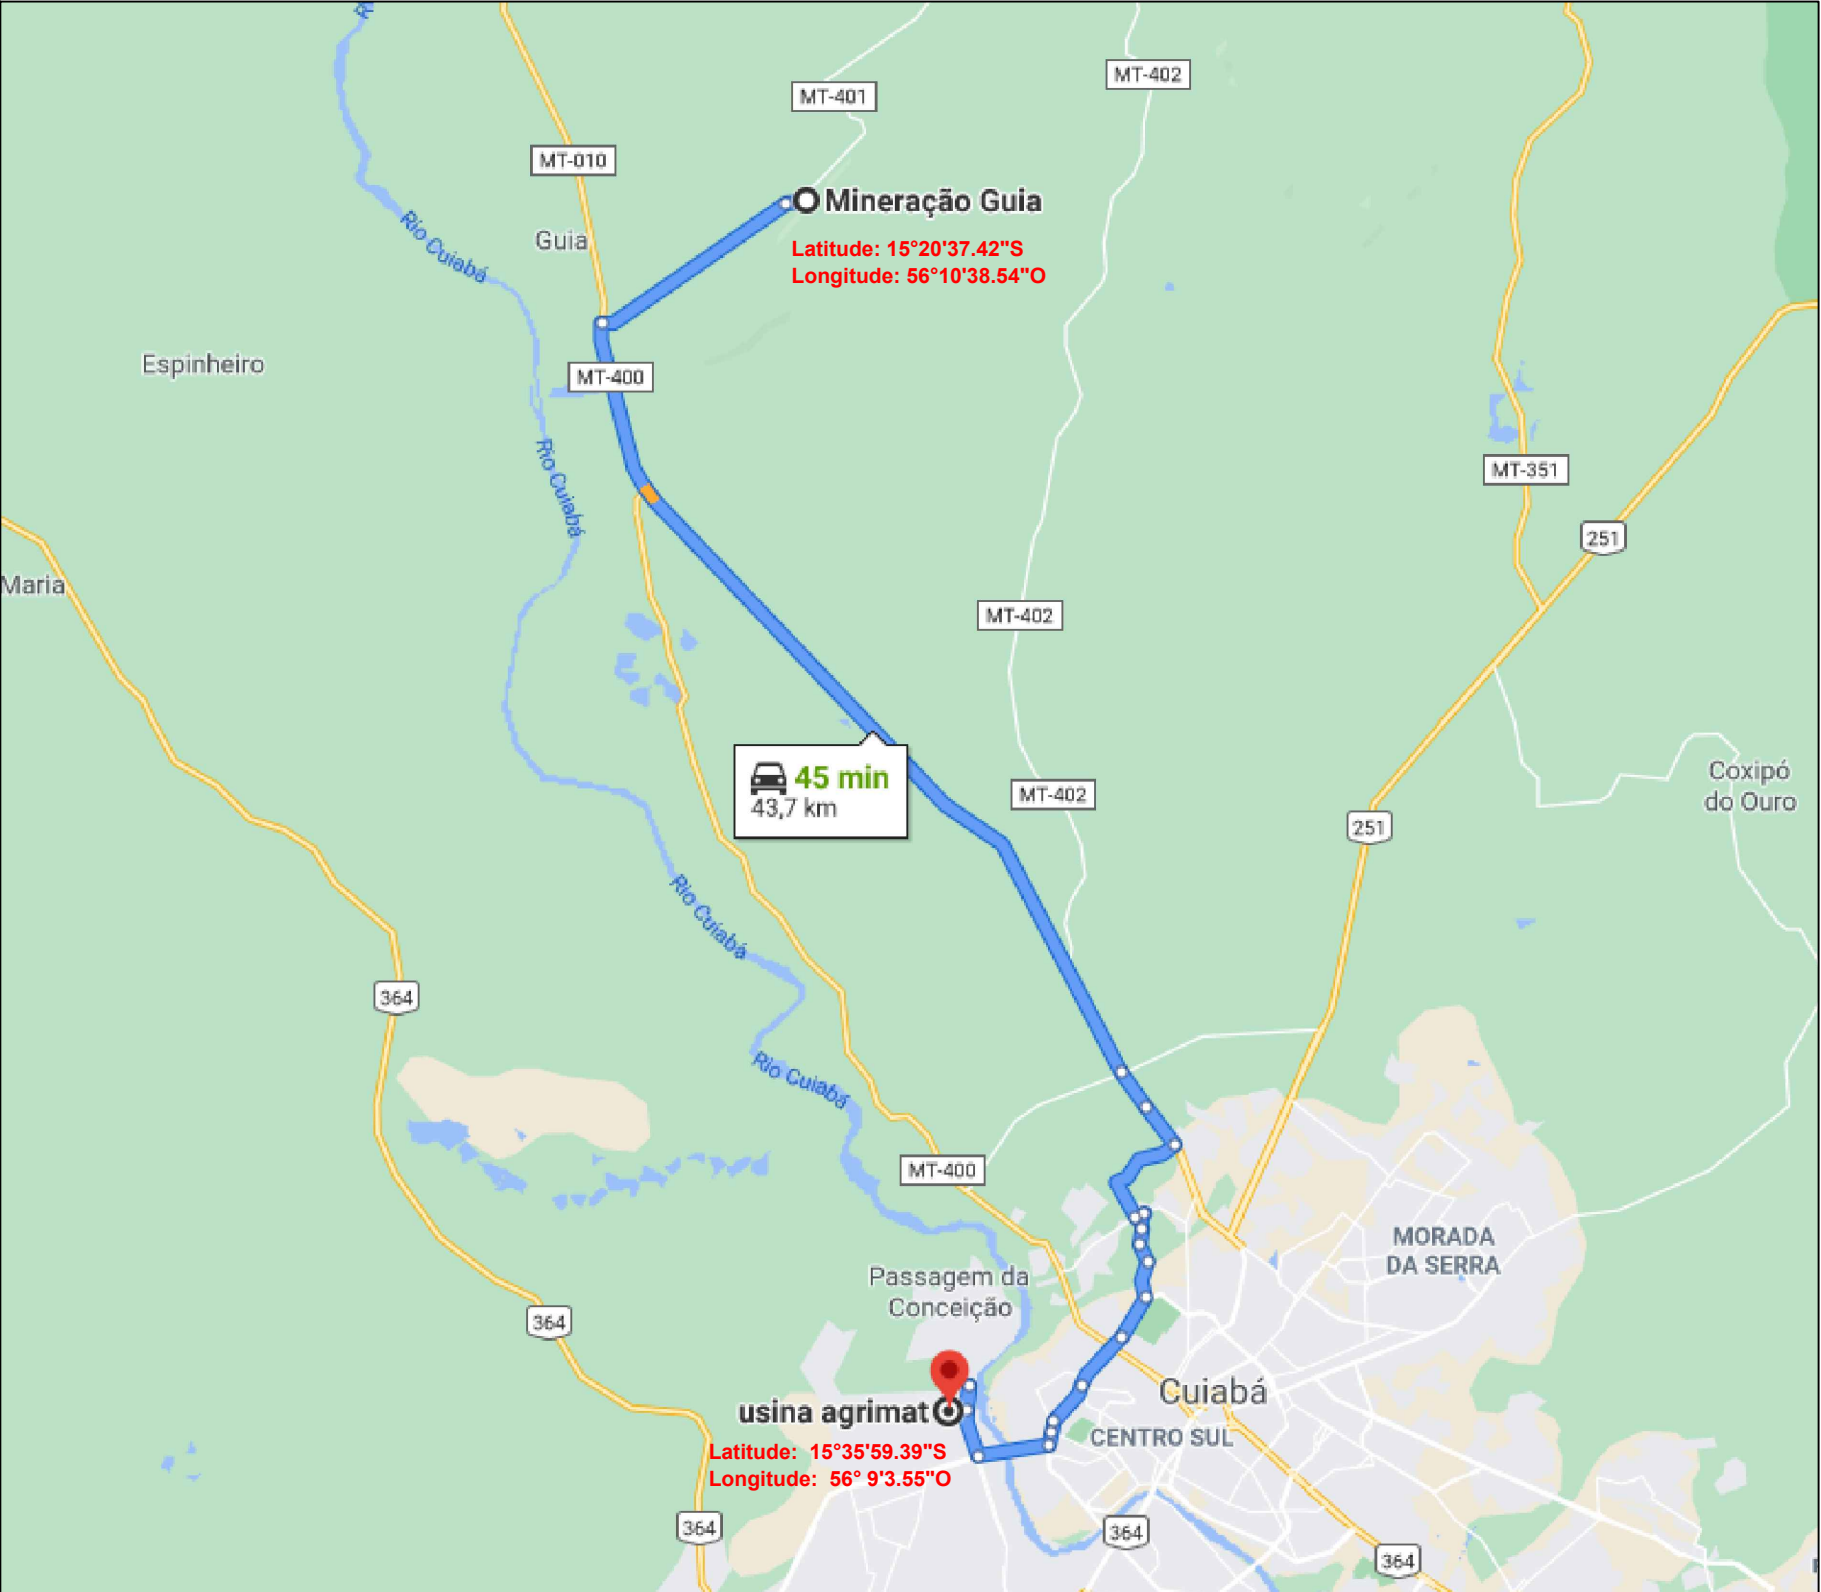 MT-402
MT-401
MT-010
Mineração Guia
Latitude: 15°20'37.42"S
Longitude: 56°10'38.54"O
Rio Cuiabá
Guia
Espinheiro
MT-400
Rio Cuiabá
MT-351
251
Maria
MT-402
45 min
43,7 km
MT-402
Coxipó
do Ouro
251
Rio Cuiabá
364
Rio Cuiabá
MT-400
MORADA
DA SERRA
Passagem da
Conceição
364
Cuiabá
usina agrimat
CENTRO SUL
Latitude: 15°35'59.39"S
Longitude: 56° 9'3.55"O
364
364
364